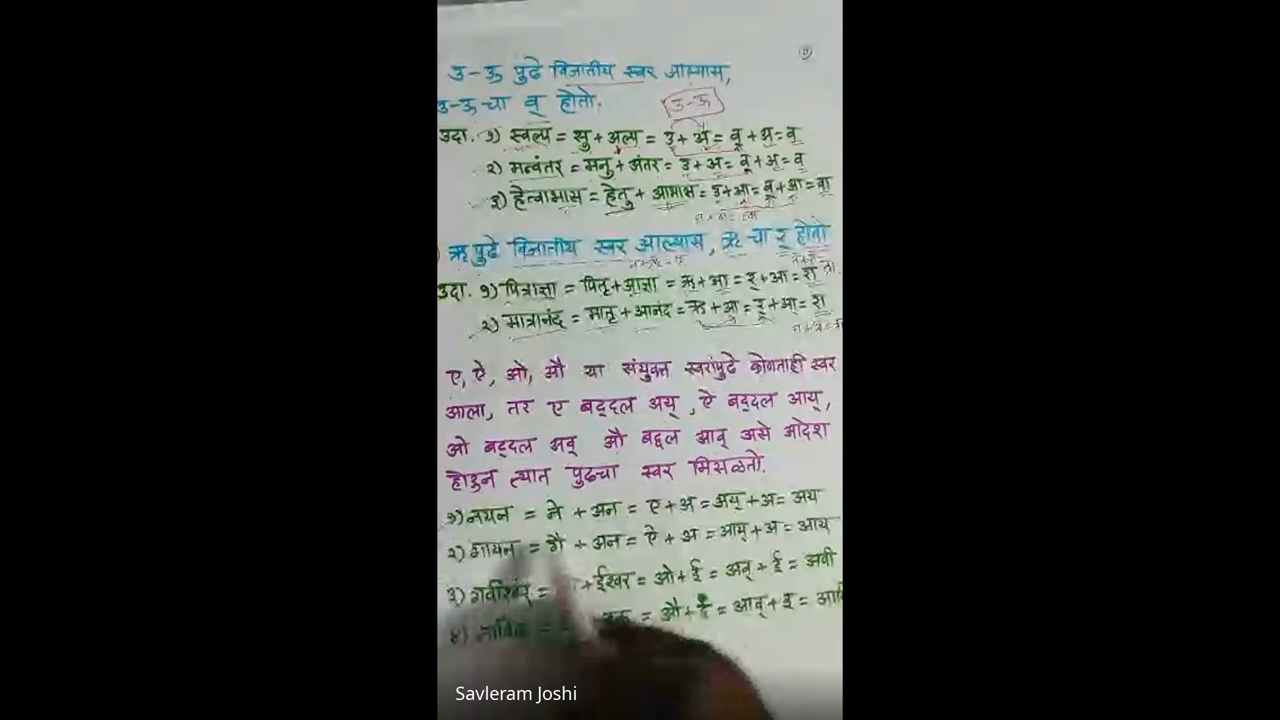 उ-ऊ पुढे विजातीय स्वर आल्यास,
उ-ऊ चा व् होतो.
उ-ऊ
उदा. १) स्वल्प = सु + अल्प = उ + अ = व् + अ = व
२) मन्वंतर = मनु + अंतर = उ + अ = व् + अ = व
३) हेत्वाभास = हेतु + आभास = उ + आ = व् + आ = वा
ऋ पुढे विजातीय स्वर आल्यास, ऋ चा र् होतो
उदा. १) पित्राज्ञा = पितृ + आज्ञा = ऋ + आ = र् + आ = रा
२) मात्रानंद = मातृ + आनंद = ऋ + आ = र् + आ = रा
ए, ऐ, ओ, औ या संयुक्त स्वरांपुढे कोणताही स्वर
आला, तर ए बद्दल अय्, ऐ बद्दल आय्,
ओ बद्दल अव् औ बद्दल आव् असे आदेश
होऊन त्यात पुढचा स्वर मिसळतो.
१) नयन = ने + अन = ए + अ = अय् + अ = अय
२) गायन = गै + अन = ऐ + अ = आय् + अ = आय
३) गवीश्वर = + ईश्वर = ओ + ई = अव् + ई = अवी
४) नाविक = = औ + इ = आव् + इ = आवि
Savleram Joshi